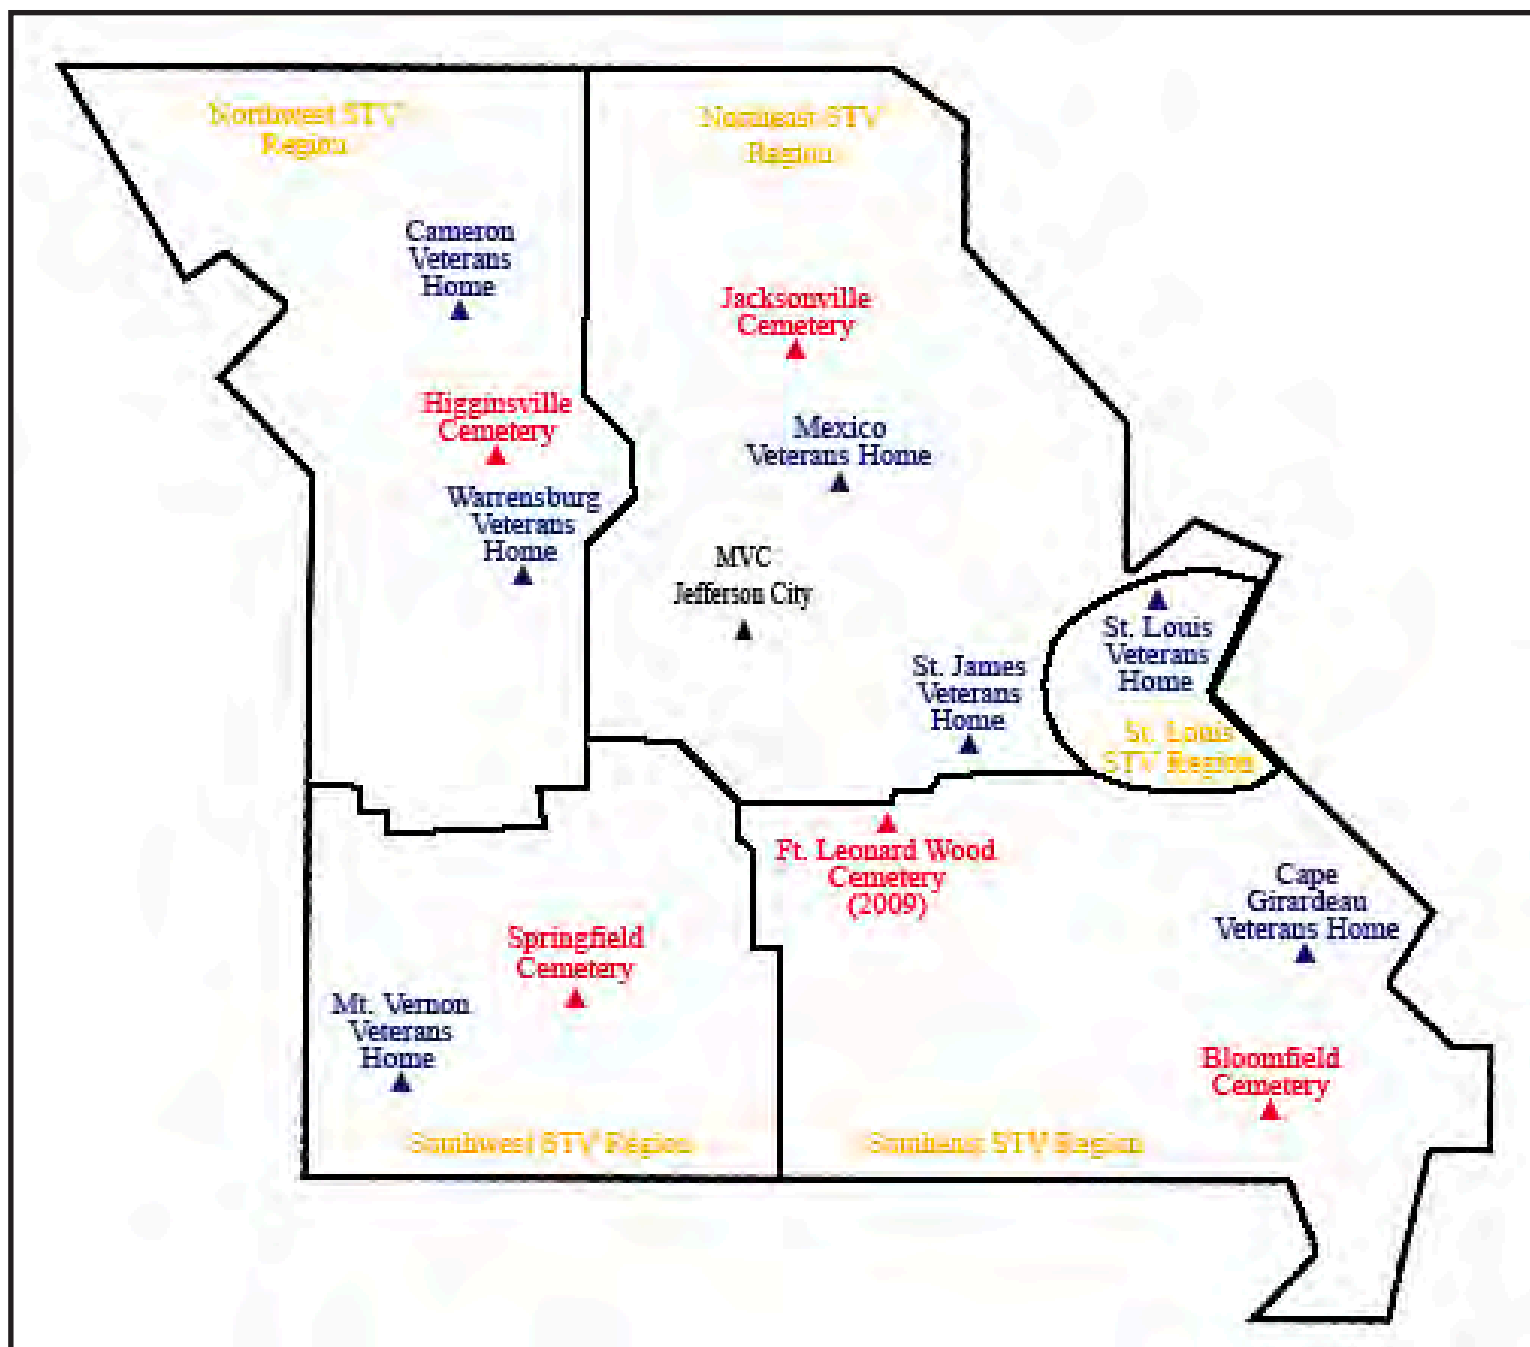 Northwest STV
Region
Northeast STV
Region
Cameron
Veterans
Home
Jacksonville
Cemetery
Higginsville
Cemetery
Mexico
Veterans Home
Warrensburg
Veterans
Home
MVC
Jefferson City
St. Louis
Veterans
Home
St. James
Veterans
Home
St. Louis
STV Region
Ft. Leonard Wood
Cemetery
(2009)
Cape
Girardeau
Veterans Home
Springfield
Cemetery
Mt. Vernon
Veterans
Home
Bloomfield
Cemetery
Southwest STV Region
Southeast STV Region